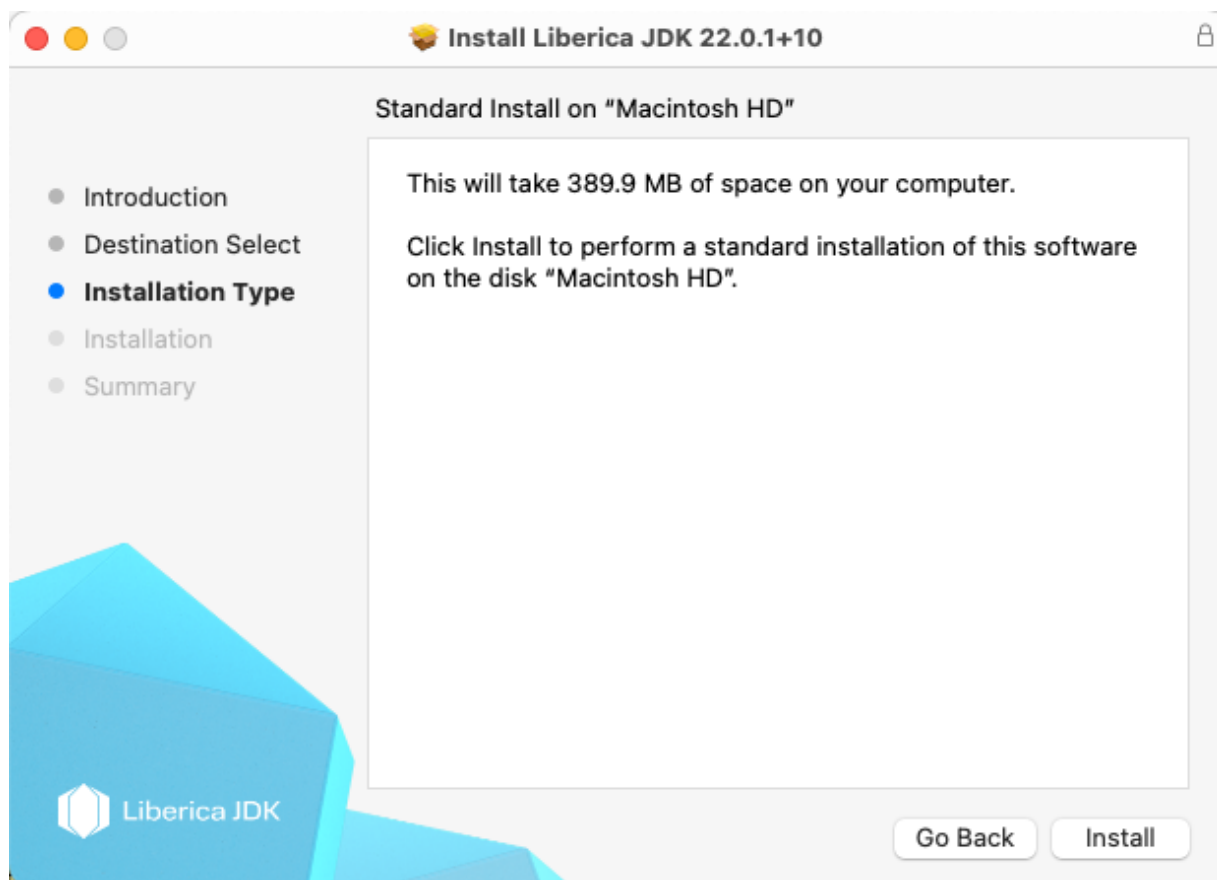 Install Liberica JDK 22.0.1+10
Standard Install on “Macintosh HD”
Introduction
Destination Select
Installation Type
Installation
Summary
This will take 389.9 MB of space on your computer.
Click Install to perform a standard installation of this software
on the disk “Macintosh HD”.
Liberica JDK
Go Back
Install